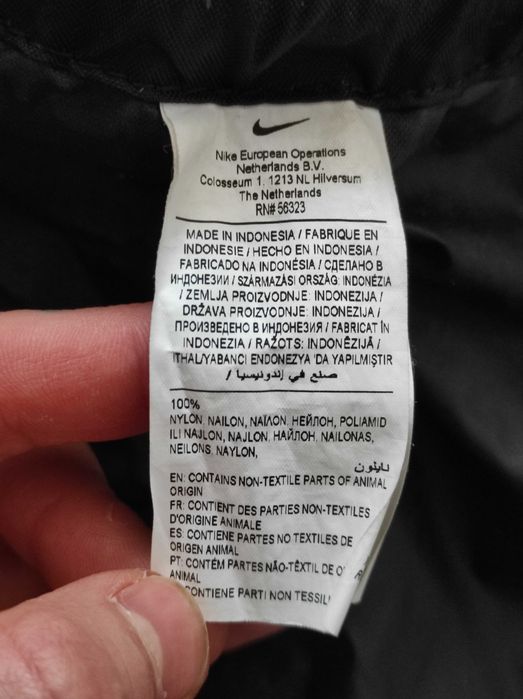 Nike European Operations
Netherlands B.V.
Colosseum 1, 1213 NL Hilversum
The Netherlands
RN# 56323
MADE IN INDONESIA / FABRIQUE EN
INDONESIE / HECHO EN INDONESIA /
FABRICADO NA INDONÉSIA / СДЕЛАНО В
ИНДОНЕЗИИ / SZÁRMAZÁSI ORSZÁG: INDONÉZIA
/ ZEMLJA PROIZVODNJE: INDONEZIJA /
DRŽAVA PROIZVODNJE: INDONEZIJA /
ПРОИЗВЕДЕНО В ИНДОНЕЗИЯ / FABRICAT ÎN
INDONEZIA / RAŽOTS: INDONĒZIJĀ /
ITHAL/YABANCI ENDONEZYA 'DA YAPILMIŞTIR
/ صنع في إندونيسيا
100%
NYLON, NAILON, NAÏLON, НЕЙЛОН, POLIAMID
ILI NAJLON, NAJLON, НАЙЛОН, NAILONAS,
NEILONS, NAYLON,
نايلون
EN: CONTAINS NON-TEXTILE PARTS OF ANIMAL
ORIGIN
FR: CONTIENT DES PARTIES NON-TEXTILES
D'ORIGINE ANIMALE
ES: CONTIENE PARTES NO TEXTILES DE
ORIGEN ANIMAL
PT: CONTÉM PARTES NÃO-TÊXTIL DE
ANIMAL
CONTIENE PARTI NON